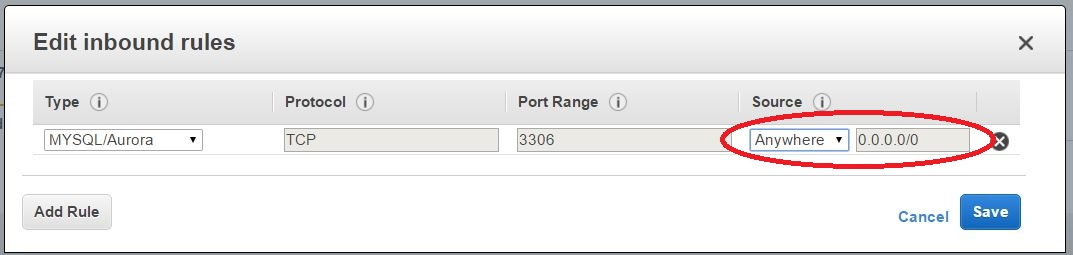 Edit inbound rules
Type Protocol Port Range Source
MYSQL/Aurora TCP 3306 Anywhere 0.0.0.0/0
Add Rule Cancel Save